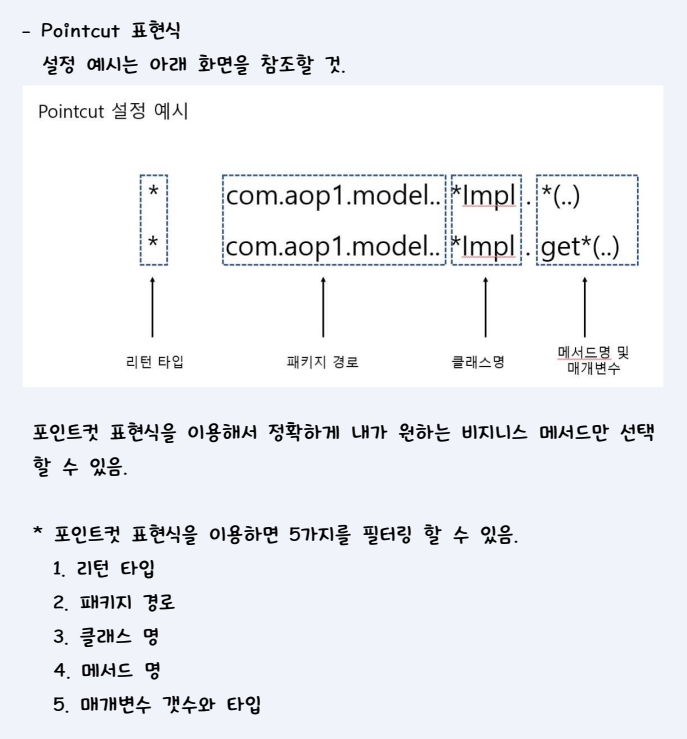 - Pointcut 표현식
설정 예시는 아래 화면을 참조할 것.
Pointcut 설정 예시
* com.aop1.model.. *Impl . *(..)
* com.aop1.model.. *Impl . get*(..)
리턴 타입 패키지 경로 클래스명 메서드명 및
매개변수
포인트컷 표현식을 이용해서 정확하게 내가 원하는 비지니스 메서드만 선택
할 수 있음.
* 포인트컷 표현식을 이용하면 5가지를 필터링 할 수 있음.
1. 리턴 타입
2. 패키지 경로
3. 클래스 명
4. 메서드 명
5. 매개변수 갯수와 타입